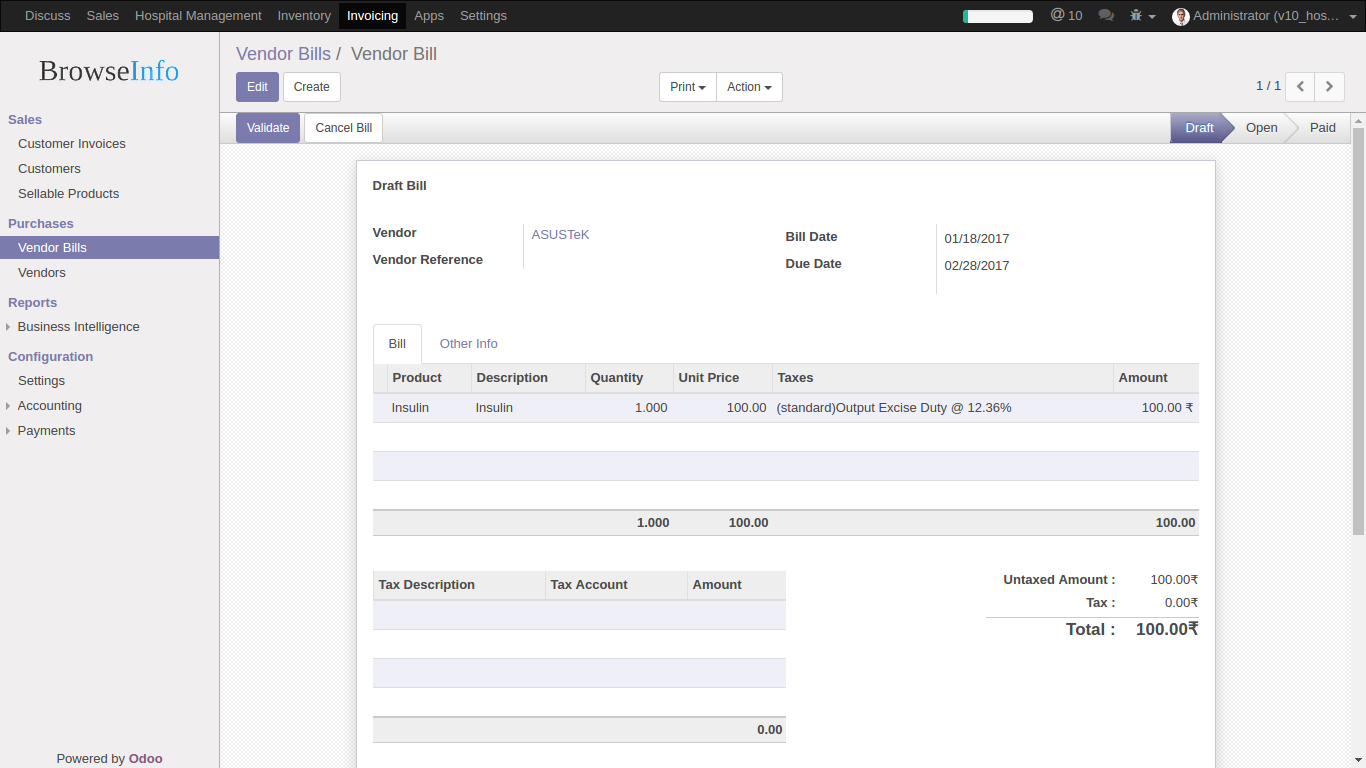 Discuss Sales Hospital Management Inventory Invoicing Apps Settings @ 10 Administrator (v10_hos...
BrowseInfo
Vendor Bills / Vendor Bill
Edit Create Print Action 1 / 1
Validate Cancel Bill Draft Open Paid
Sales
Customer Invoices
Customers
Sellable Products
Purchases
Vendor Bills
Vendors
Reports
Business Intelligence
Configuration
Settings
Accounting
Payments
Powered by Odoo
Draft Bill
Vendor ASUSTeK
Vendor Reference
Bill Date 01/18/2017
Due Date 02/28/2017
Bill Other Info
Product Description Quantity Unit Price Taxes Amount
Insulin Insulin 1.000 100.00 (standard)Output Excise Duty @ 12.36% 100.00 ₹
1.000 100.00 100.00
Tax Description Tax Account Amount
0.00
Untaxed Amount : 100.00₹
Tax : 0.00₹
Total : 100.00₹